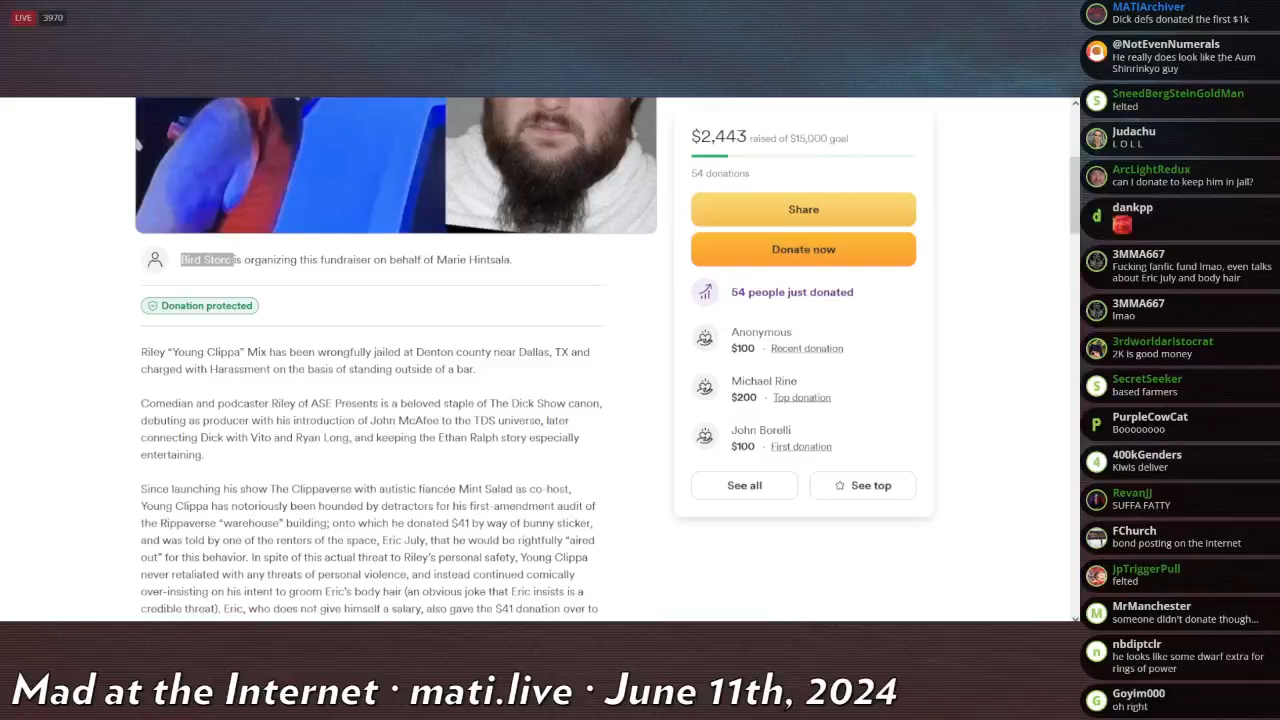 LIVE 3970
$2,443 raised of $15,000 goal
54 donations
Share
Donate now
54 people just donated
Anonymous
$100 · Recent donation
Michael Rine
$200 · Top donation
John Borelli
$100 · First donation
See all
See top
Bird Storc is organizing this fundraiser on behalf of Marie Hintsala.
Donation protected
Riley “Young Clippa” Mix has been wrongfully jailed at Denton county near Dallas, TX and
charged with Harassment on the basis of standing outside of a bar.
Comedian and podcaster Riley of ASE Presents is a beloved staple of The Dick Show canon,
debuting as producer with his introduction of John McAfee to the TDS universe, later
connecting Dick with Vito and Ryan Long, and keeping the Ethan Ralph story especially
entertaining.
Since launching his show The Clippaverse with autistic fiancée Mint Salad as co-host,
Young Clippa has notoriously been hounded by detractors for his first-amendment audit of
the Rippaverse “warehouse” building; onto which he donated $41 by way of bunny sticker,
and was told by one of the renters of the space, Eric July, that he would be rightfully “aired
out” for this behavior. In spite of this actual threat to Riley’s personal safety, Young Clippa
never retaliated with any threats of personal violence, and instead continued comically
over-insisting on his intent to groom Eric’s body hair (an obvious joke that Eric insists is a
credible threat). Eric, who does not give himself a salary, also gave the $41 donation over to
MATIArchiver
Dick defs donated the first $1k
@NotEvenNumerals
He really does look like the Aum
Shinrinkyo guy
SneedBergSteinGoldMan
felted
Judachu
L O L L
ArcLightRedux
can I donate to keep him in jail?
dankpp
3MMA667
Fucking fanfic fund lmao, even talks
about Eric July and body hair
3MMA667
lmao
3rdworldaristocrat
2K is good money
SecretSeeker
based farmers
PurpleCowCat
Boooooooo
400kGenders
Kiwis deliver
RevanJJ
SUFFA FATTY
FChurch
bond posting on the internet
JpTriggerPull
felted
MrManchester
someone didn't donate though...
nbdiptclr
he looks like some dwarf extra for
rings of power
Goyim000
oh right
Mad at the Internet · mati.live · June 11th, 2024